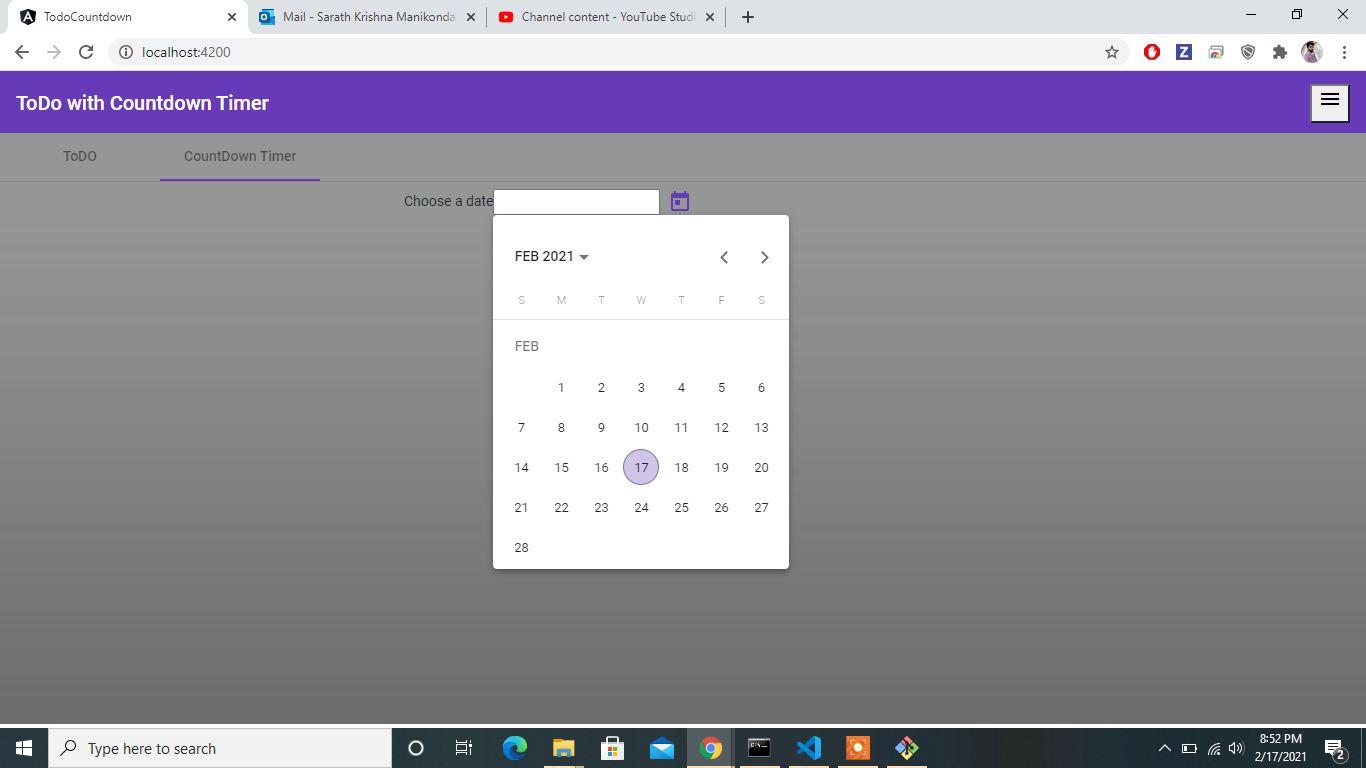 TodoCountdown
Mail - Sarath Krishna Manikonda
Channel content - YouTube Studi
localhost:4200
ToDo with Countdown Timer
ToDO CountDown Timer
Choose a date
FEB 2021
S M T W T F S
FEB
1 2 3 4 5 6
7 8 9 10 11 12 13
14 15 16 17 18 19 20
21 22 23 24 25 26 27
28
Type here to search
8:52 PM
2/17/2021
2